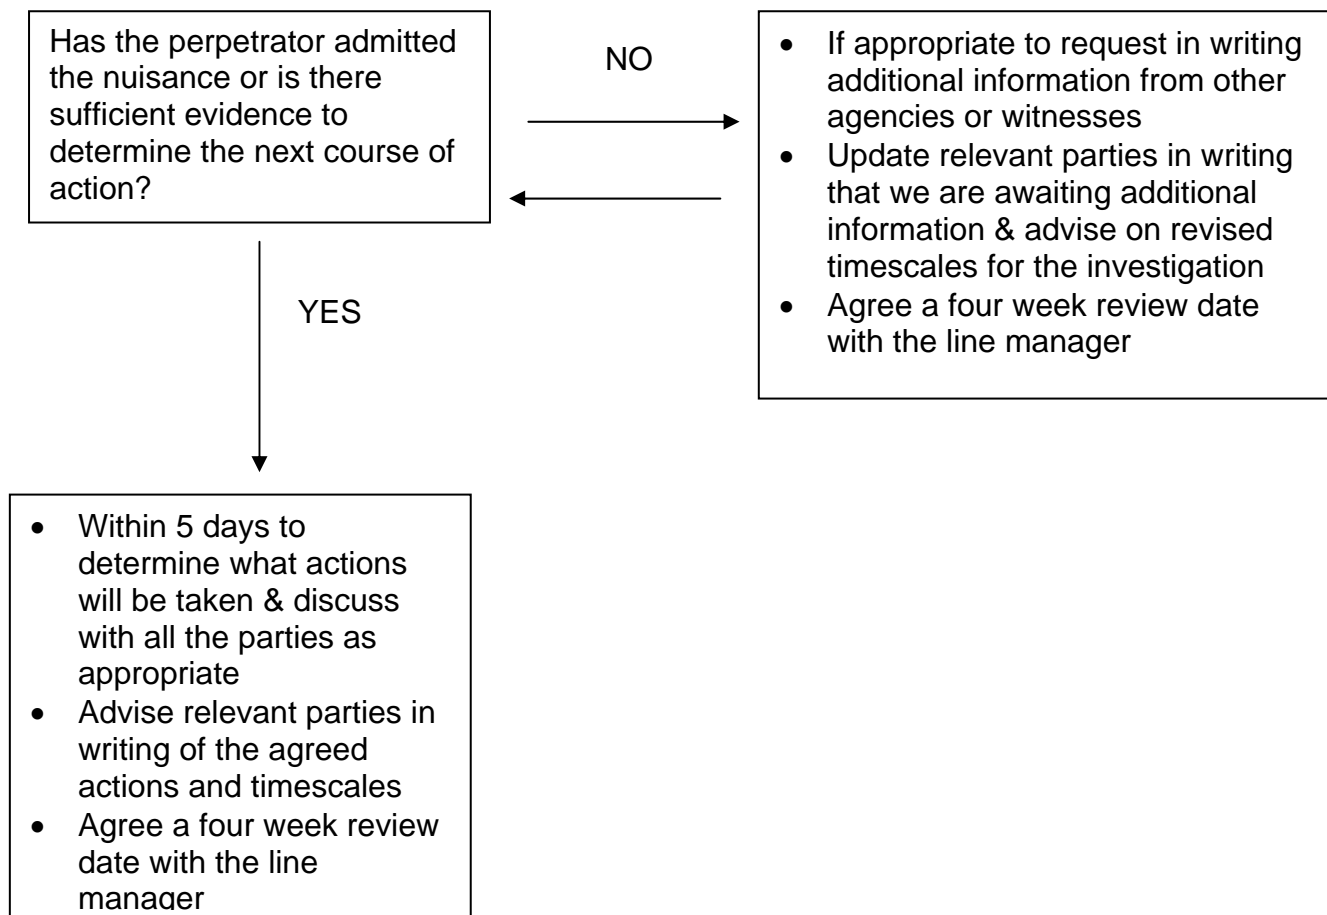 Has the perpetrator admitted
the nuisance or is there
sufficient evidence to
determine the next course of
action?
NO
• If appropriate to request in writing
additional information from other
agencies or witnesses
• Update relevant parties in writing
that we are awaiting additional
information & advise on revised
timescales for the investigation
• Agree a four week review date
with the line manager
YES
• Within 5 days to
determine what actions
will be taken & discuss
with all the parties as
appropriate
• Advise relevant parties in
writing of the agreed
actions and timescales
• Agree a four week review
date with the line
manager